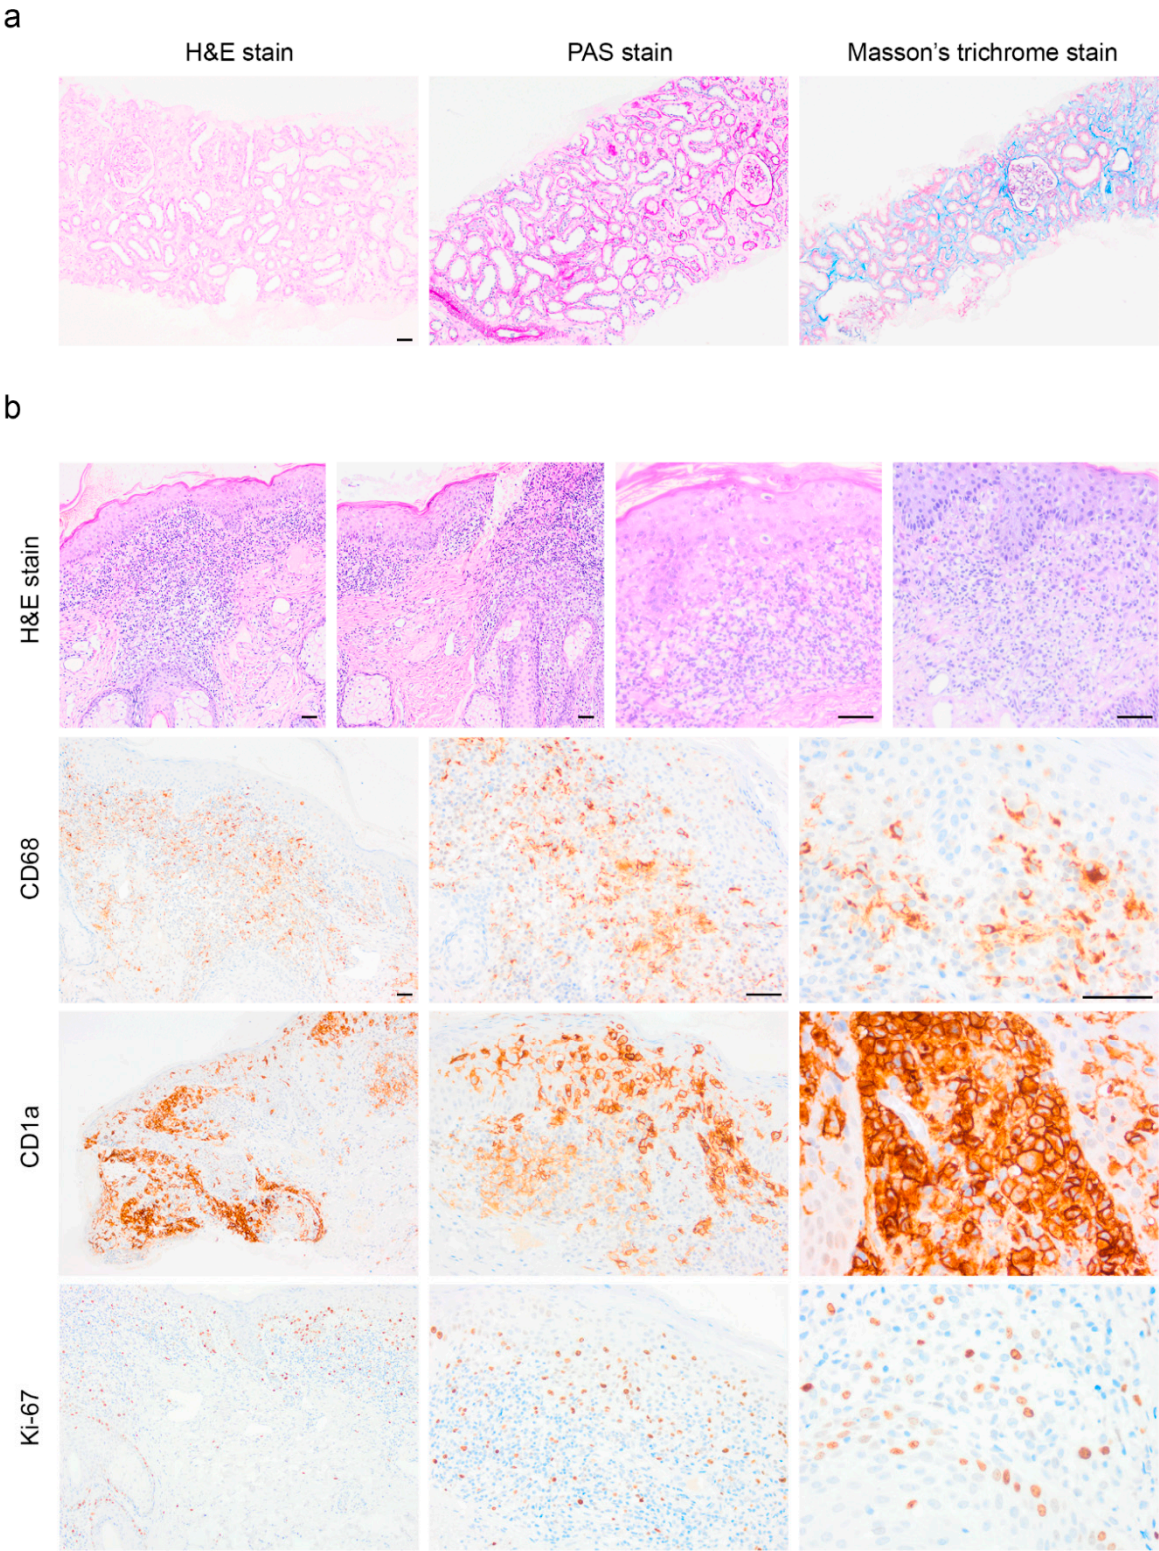 a
H&E stain
PAS stain
Masson's trichrome stain
b
H&E stain
CD68
CD1a
Ki-67